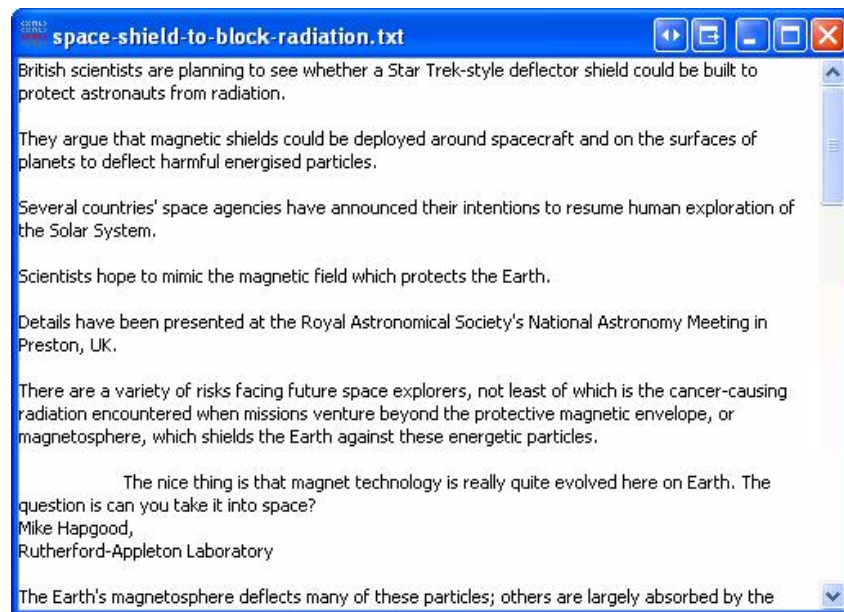 space-shield-to-block-radiation.txt
British scientists are planning to see whether a Star Trek-style deflector shield could be built to
protect astronauts from radiation.
They argue that magnetic shields could be deployed around spacecraft and on the surfaces of
planets to deflect harmful energised particles.
Several countries' space agencies have announced their intentions to resume human exploration of
the Solar System.
Scientists hope to mimic the magnetic field which protects the Earth.
Details have been presented at the Royal Astronomical Society's National Astronomy Meeting in
Preston, UK.
There are a variety of risks facing future space explorers, not least of which is the cancer-causing
radiation encountered when missions venture beyond the protective magnetic envelope, or
magnetosphere, which shields the Earth against these energetic particles.
The nice thing is that magnet technology is really quite evolved here on Earth. The
question is can you take it into space?
Mike Hapgood,
Rutherford-Appleton Laboratory
The Earth's magnetosphere deflects many of these particles; others are largely absorbed by the